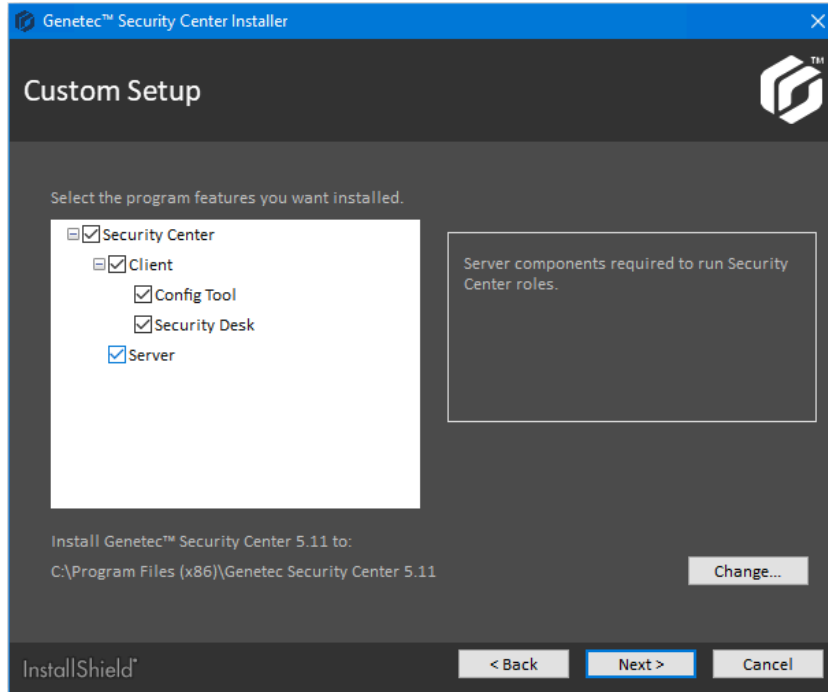 Genetec™ Security Center Installer
Custom Setup
TM
Select the program features you want installed.
Security Center
Client
Config Tool
Security Desk
Server
Server components required to run Security
Center roles.
Install Genetec™ Security Center 5.11 to:
C:\Program Files (x86)\Genetec Security Center 5.11
Change...
InstallShield
< Back
Next >
Cancel